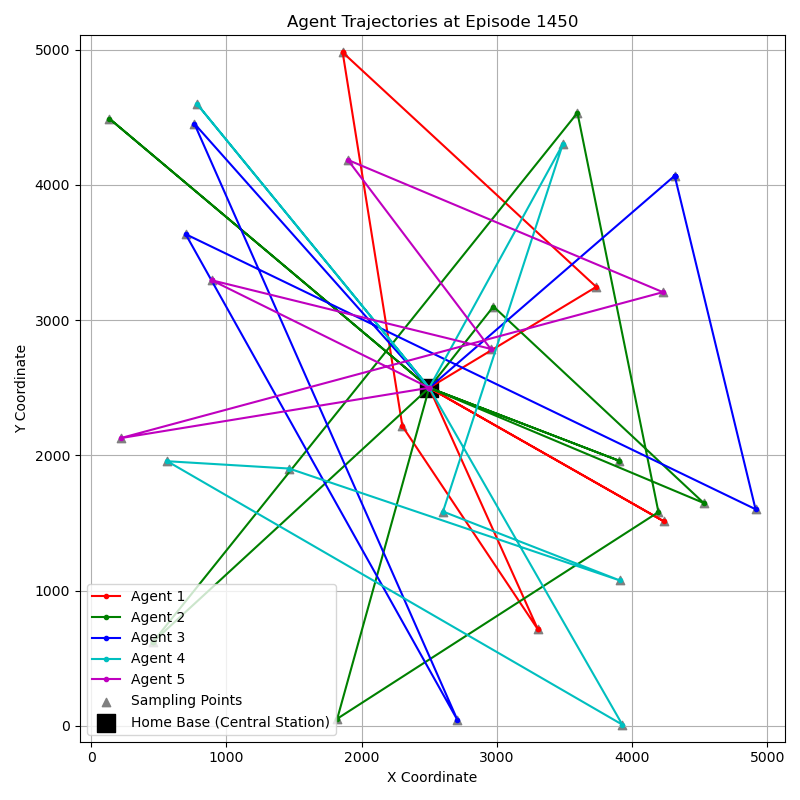 Agent Trajectories at Episode 1450
5000
4000
3000
2000
1000
0
Y Coordinate
Agent 1
Agent 2
Agent 3
Agent 4
Agent 5
Sampling Points
Home Base (Central Station)
0 1000 2000 3000 4000 5000
X Coordinate